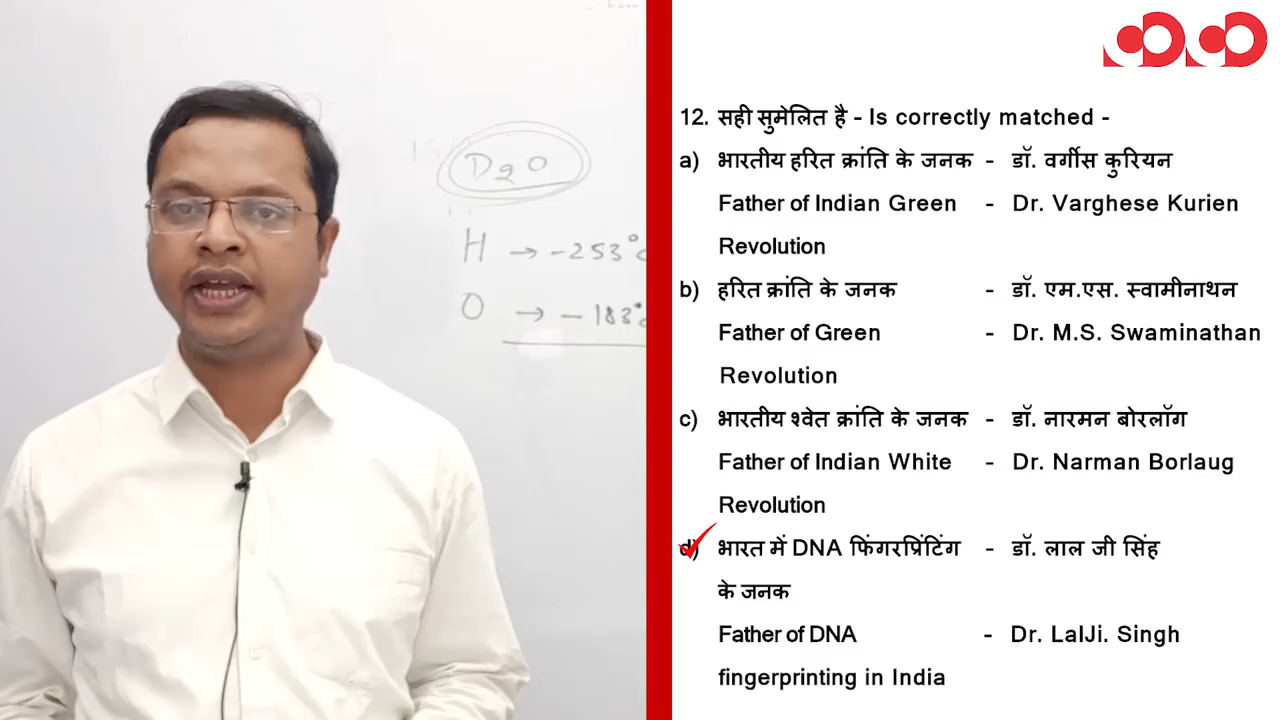 D2O
H → -253°C
O → -183°C
12. सही सुमेलित है - Is correctly matched -
a) भारतीय हरित क्रांति के जनक - डॉ. वर्गीस कुरियन
Father of Indian Green - Dr. Varghese Kurien
Revolution
b) हरित क्रांति के जनक - डॉ. एम.एस. स्वामीनाथन
Father of Green - Dr. M.S. Swaminathan
Revolution
c) भारतीय श्वेत क्रांति के जनक - डॉ. नारमन बोरलॉग
Father of Indian White - Dr. Narman Borlaug
Revolution
d) भारत में DNA फिंगरप्रिंटिंग - डॉ. लाल जी सिंह
के जनक
Father of DNA - Dr. LalJi. Singh
fingerprinting in India